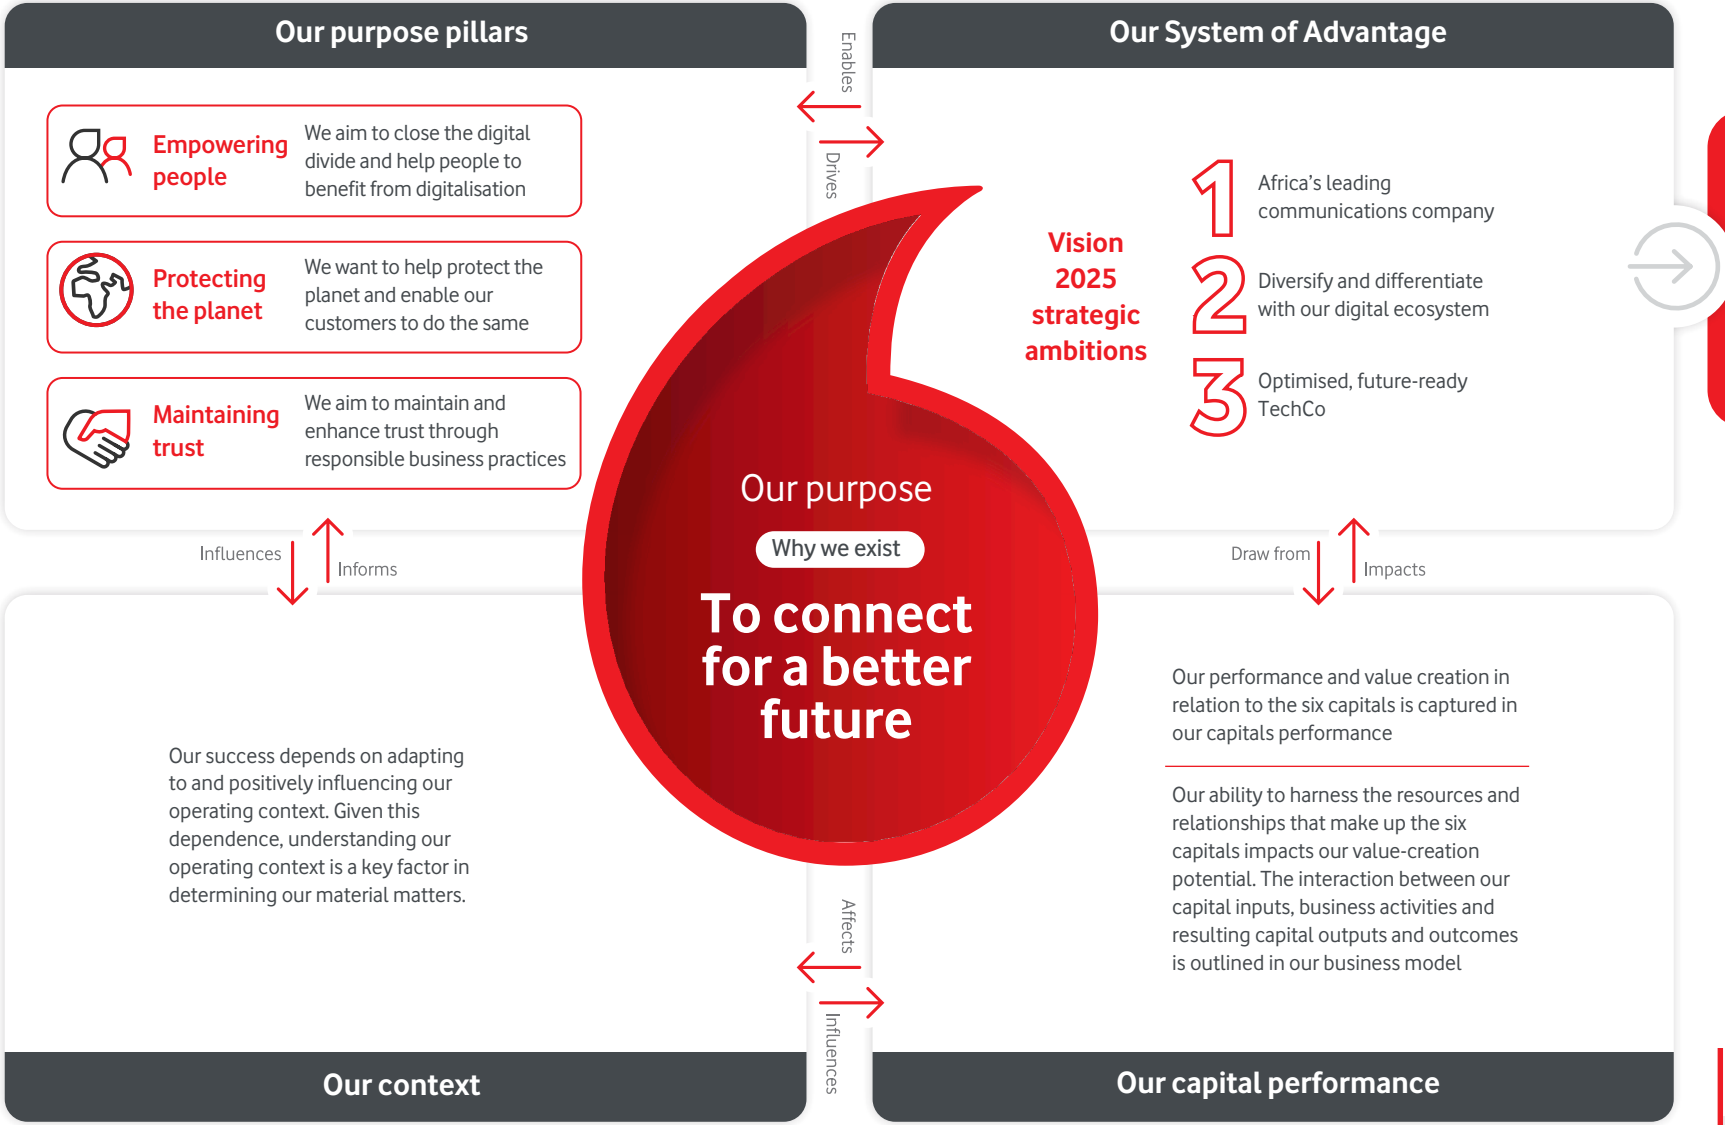 Our purpose pillars
Empowering
people
We aim to close the digital
divide and help people to
benefit from digitalisation
Protecting
the planet
We want to help protect the
planet and enable our
customers to do the same
Maintaining
trust
We aim to maintain and
enhance trust through
responsible business practices
Enables
Drives
Our System of Advantage
Vision
2025
strategic
ambitions
1
Africa’s leading
communications company
2
Diversify and differentiate
with our digital ecosystem
3
Optimised, future-ready
TechCo
Our purpose
Why we exist
To connect
for a better
future
Influences
Informs
Draw from
Impacts
Our success depends on adapting
to and positively influencing our
operating context. Given this
dependence, understanding our
operating context is a key factor in
determining our material matters.
Our context
Affects
Influences
Our performance and value creation in
relation to the six capitals is captured in
our capitals performance
Our ability to harness the resources and
relationships that make up the six
capitals impacts our value-creation
potential. The interaction between our
capital inputs, business activities and
resulting capital outputs and outcomes
is outlined in our business model
Our capital performance